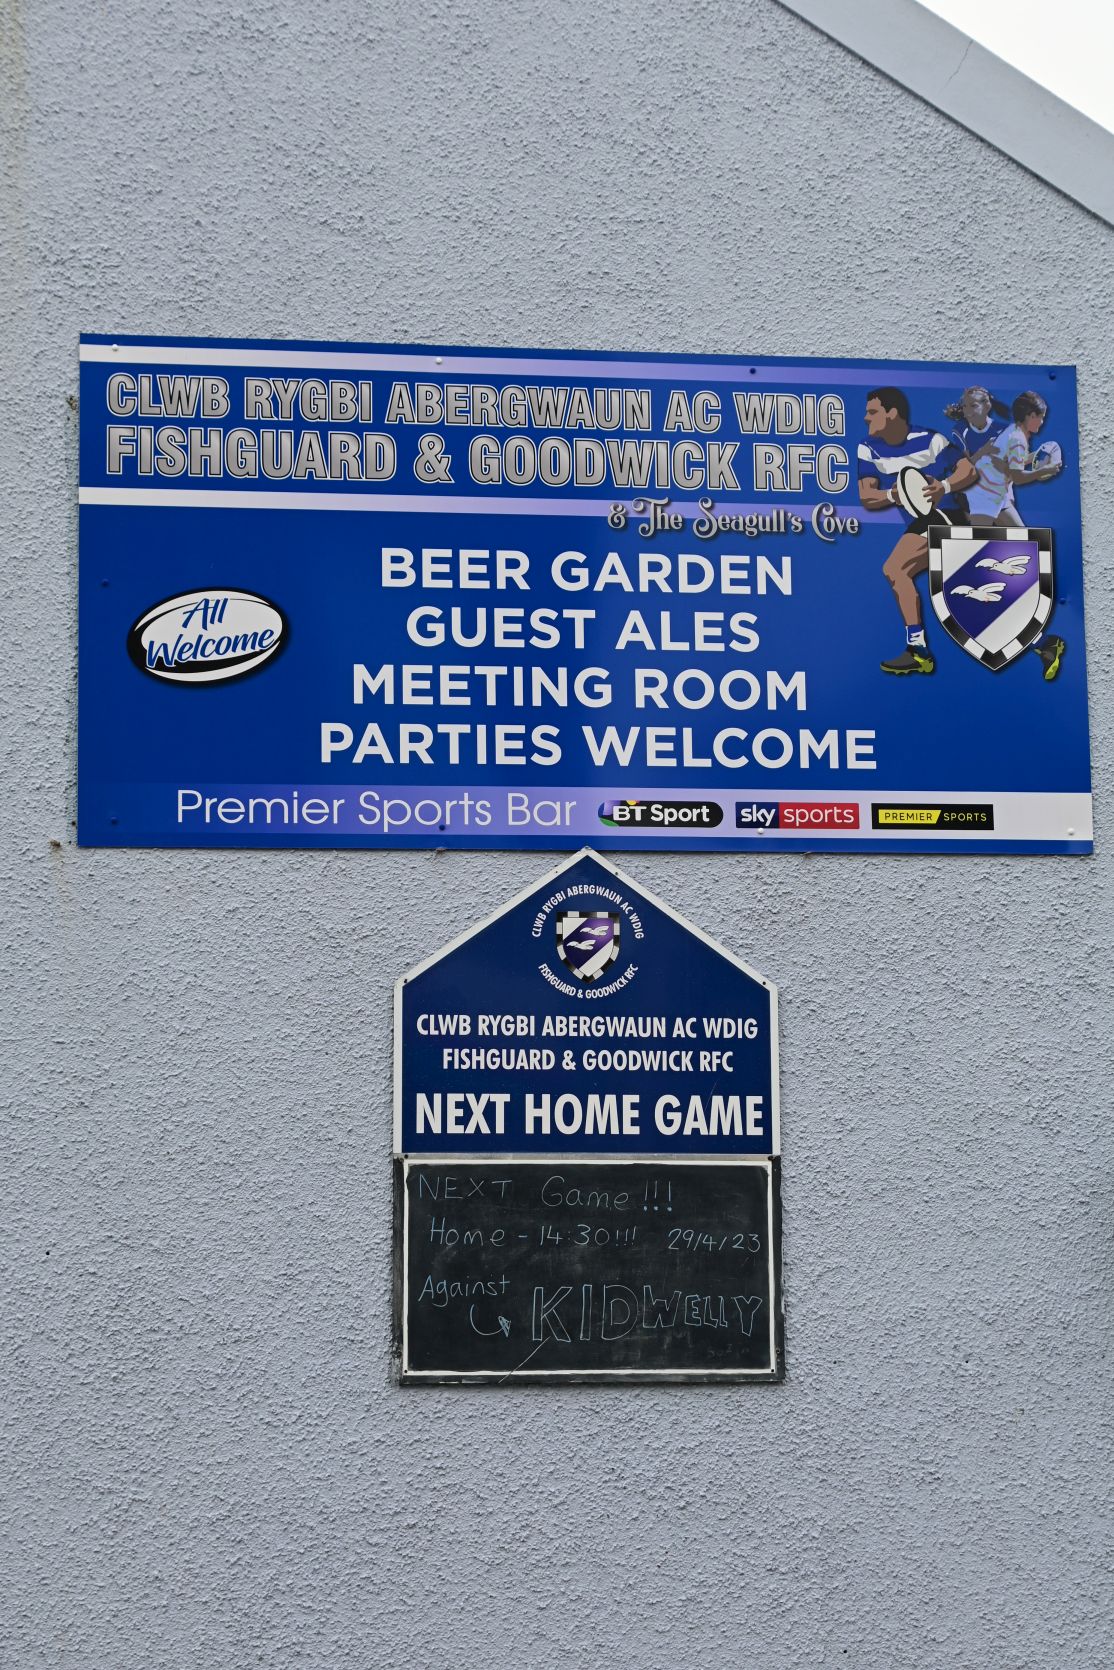 CLWB RYGBI ABERGWAUN AC WDIG
FISHGUARD & GOODWICK RFC
& The Seagull's Cove
BEER GARDEN
GUEST ALES
MEETING ROOM
PARTIES WELCOME
All
Welcome
Premier Sports Bar BT Sport sky sports PREMIER SPORTS
CLWB RYGBI ABERGWAUN AC WDIG
FISHGUARD & GOODWICK RFC
CLWB RYGBI ABERGWAUN AC WDIG
FISHGUARD & GOODWICK RFC
NEXT HOME GAME
NEXT Game!!!
Home - 14:30!!! 29/4/23
Against
KIDWELLY